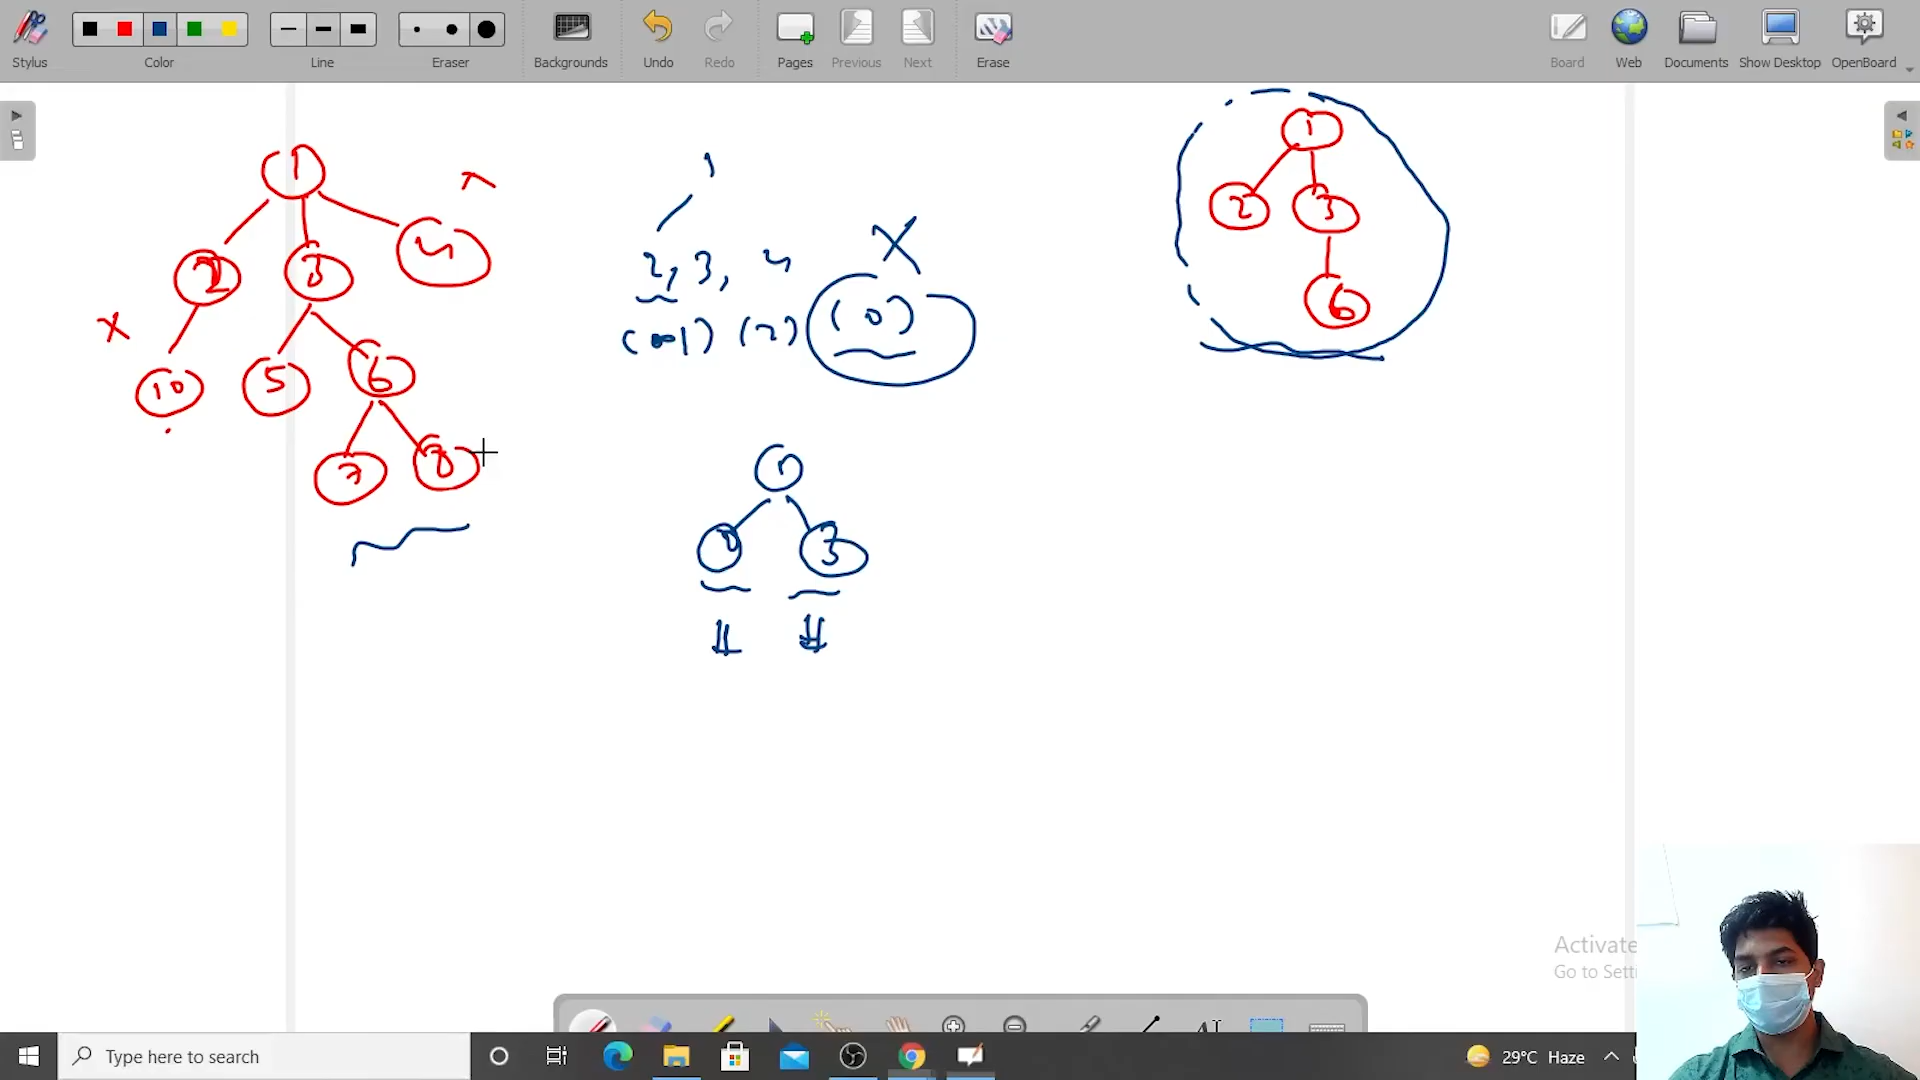 Stylus
Color
Line
Eraser
Backgrounds
Undo
Redo
Pages
Previous
Next
Erase
Board
Web
Documents
Show Desktop
OpenBoard
1
2 3 4
10 5 6
7 8
1
2, 3, 4
X
(2) (0)
3
1
2 3
6
X
Activate
Go to Sett
Type here to search
29°C Haze